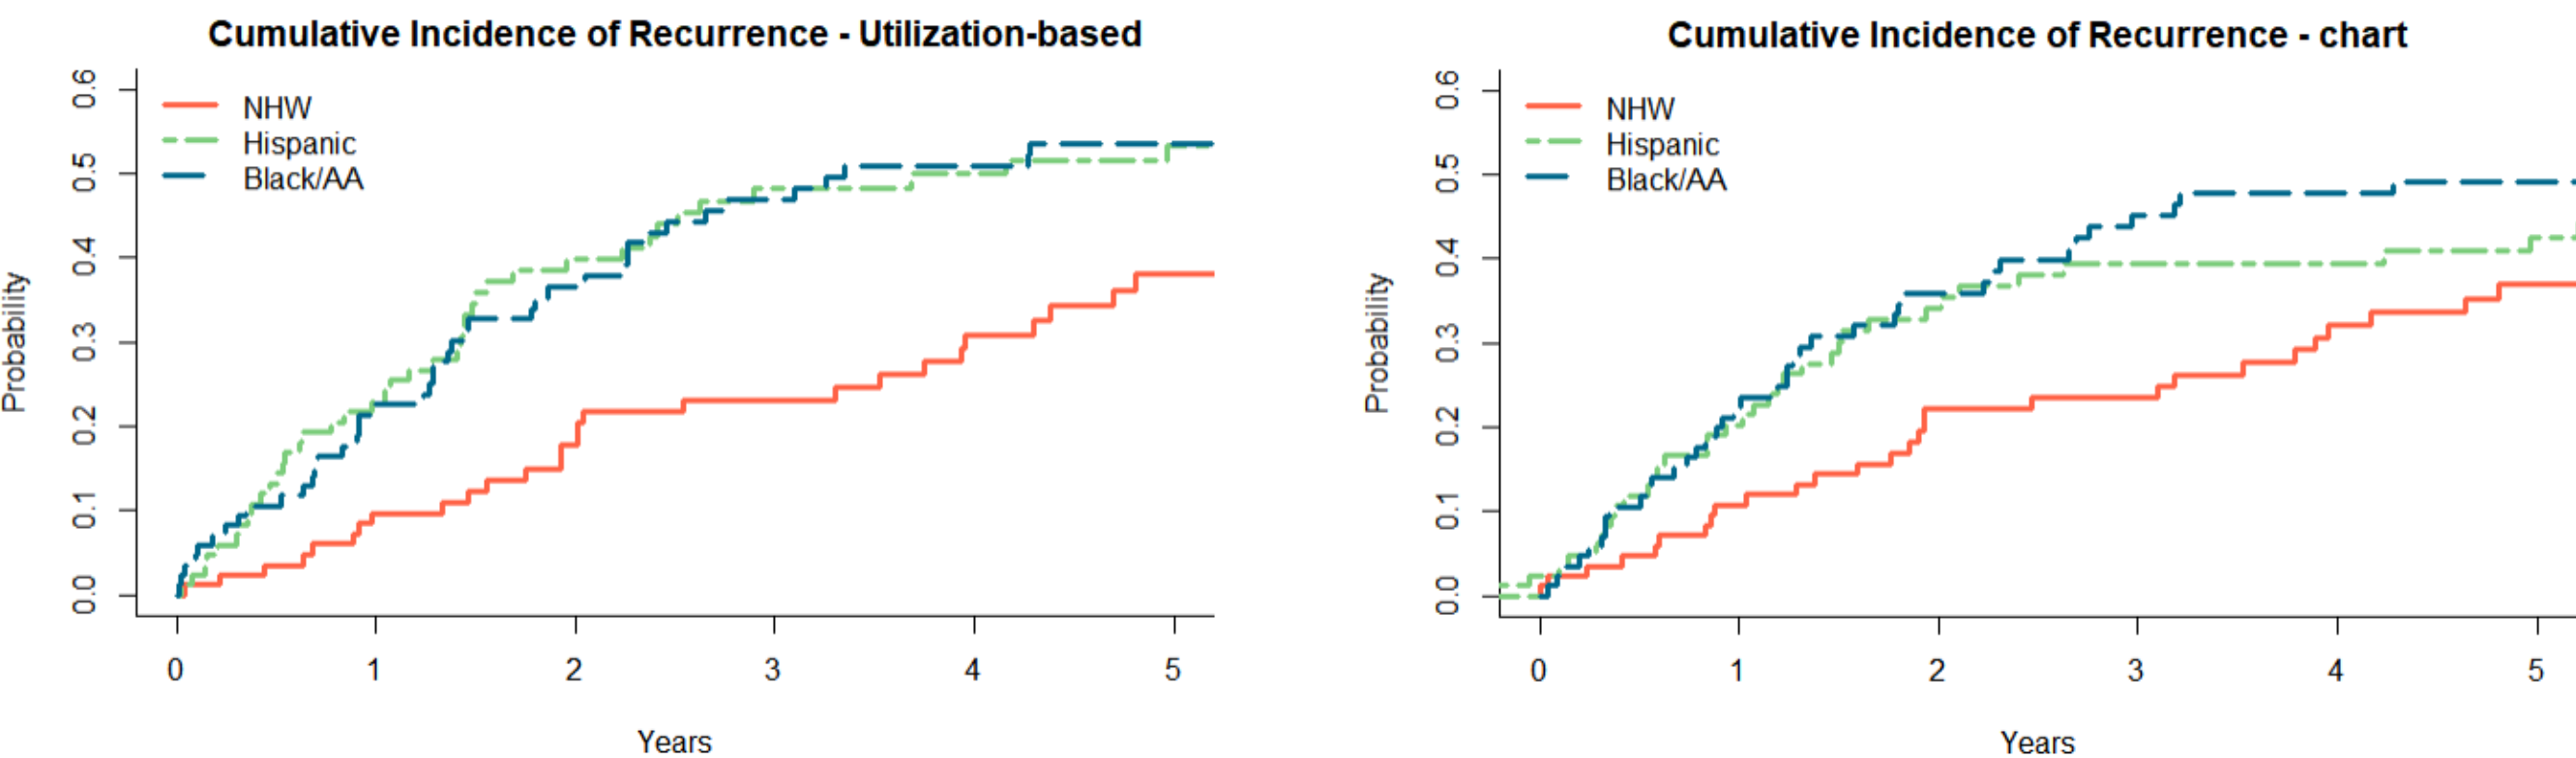 Cumulative Incidence of Recurrence - Utilization-based
NHW
Hispanic
Black/AA
Probability
0.6
0.5
0.4
0.3
0.2
0.1
0.0
0 1 2 3 4 5
Years
Cumulative Incidence of Recurrence - chart
NHW
Hispanic
Black/AA
Probability
0.6
0.5
0.4
0.3
0.2
0.1
0.0
0 1 2 3 4 5
Years